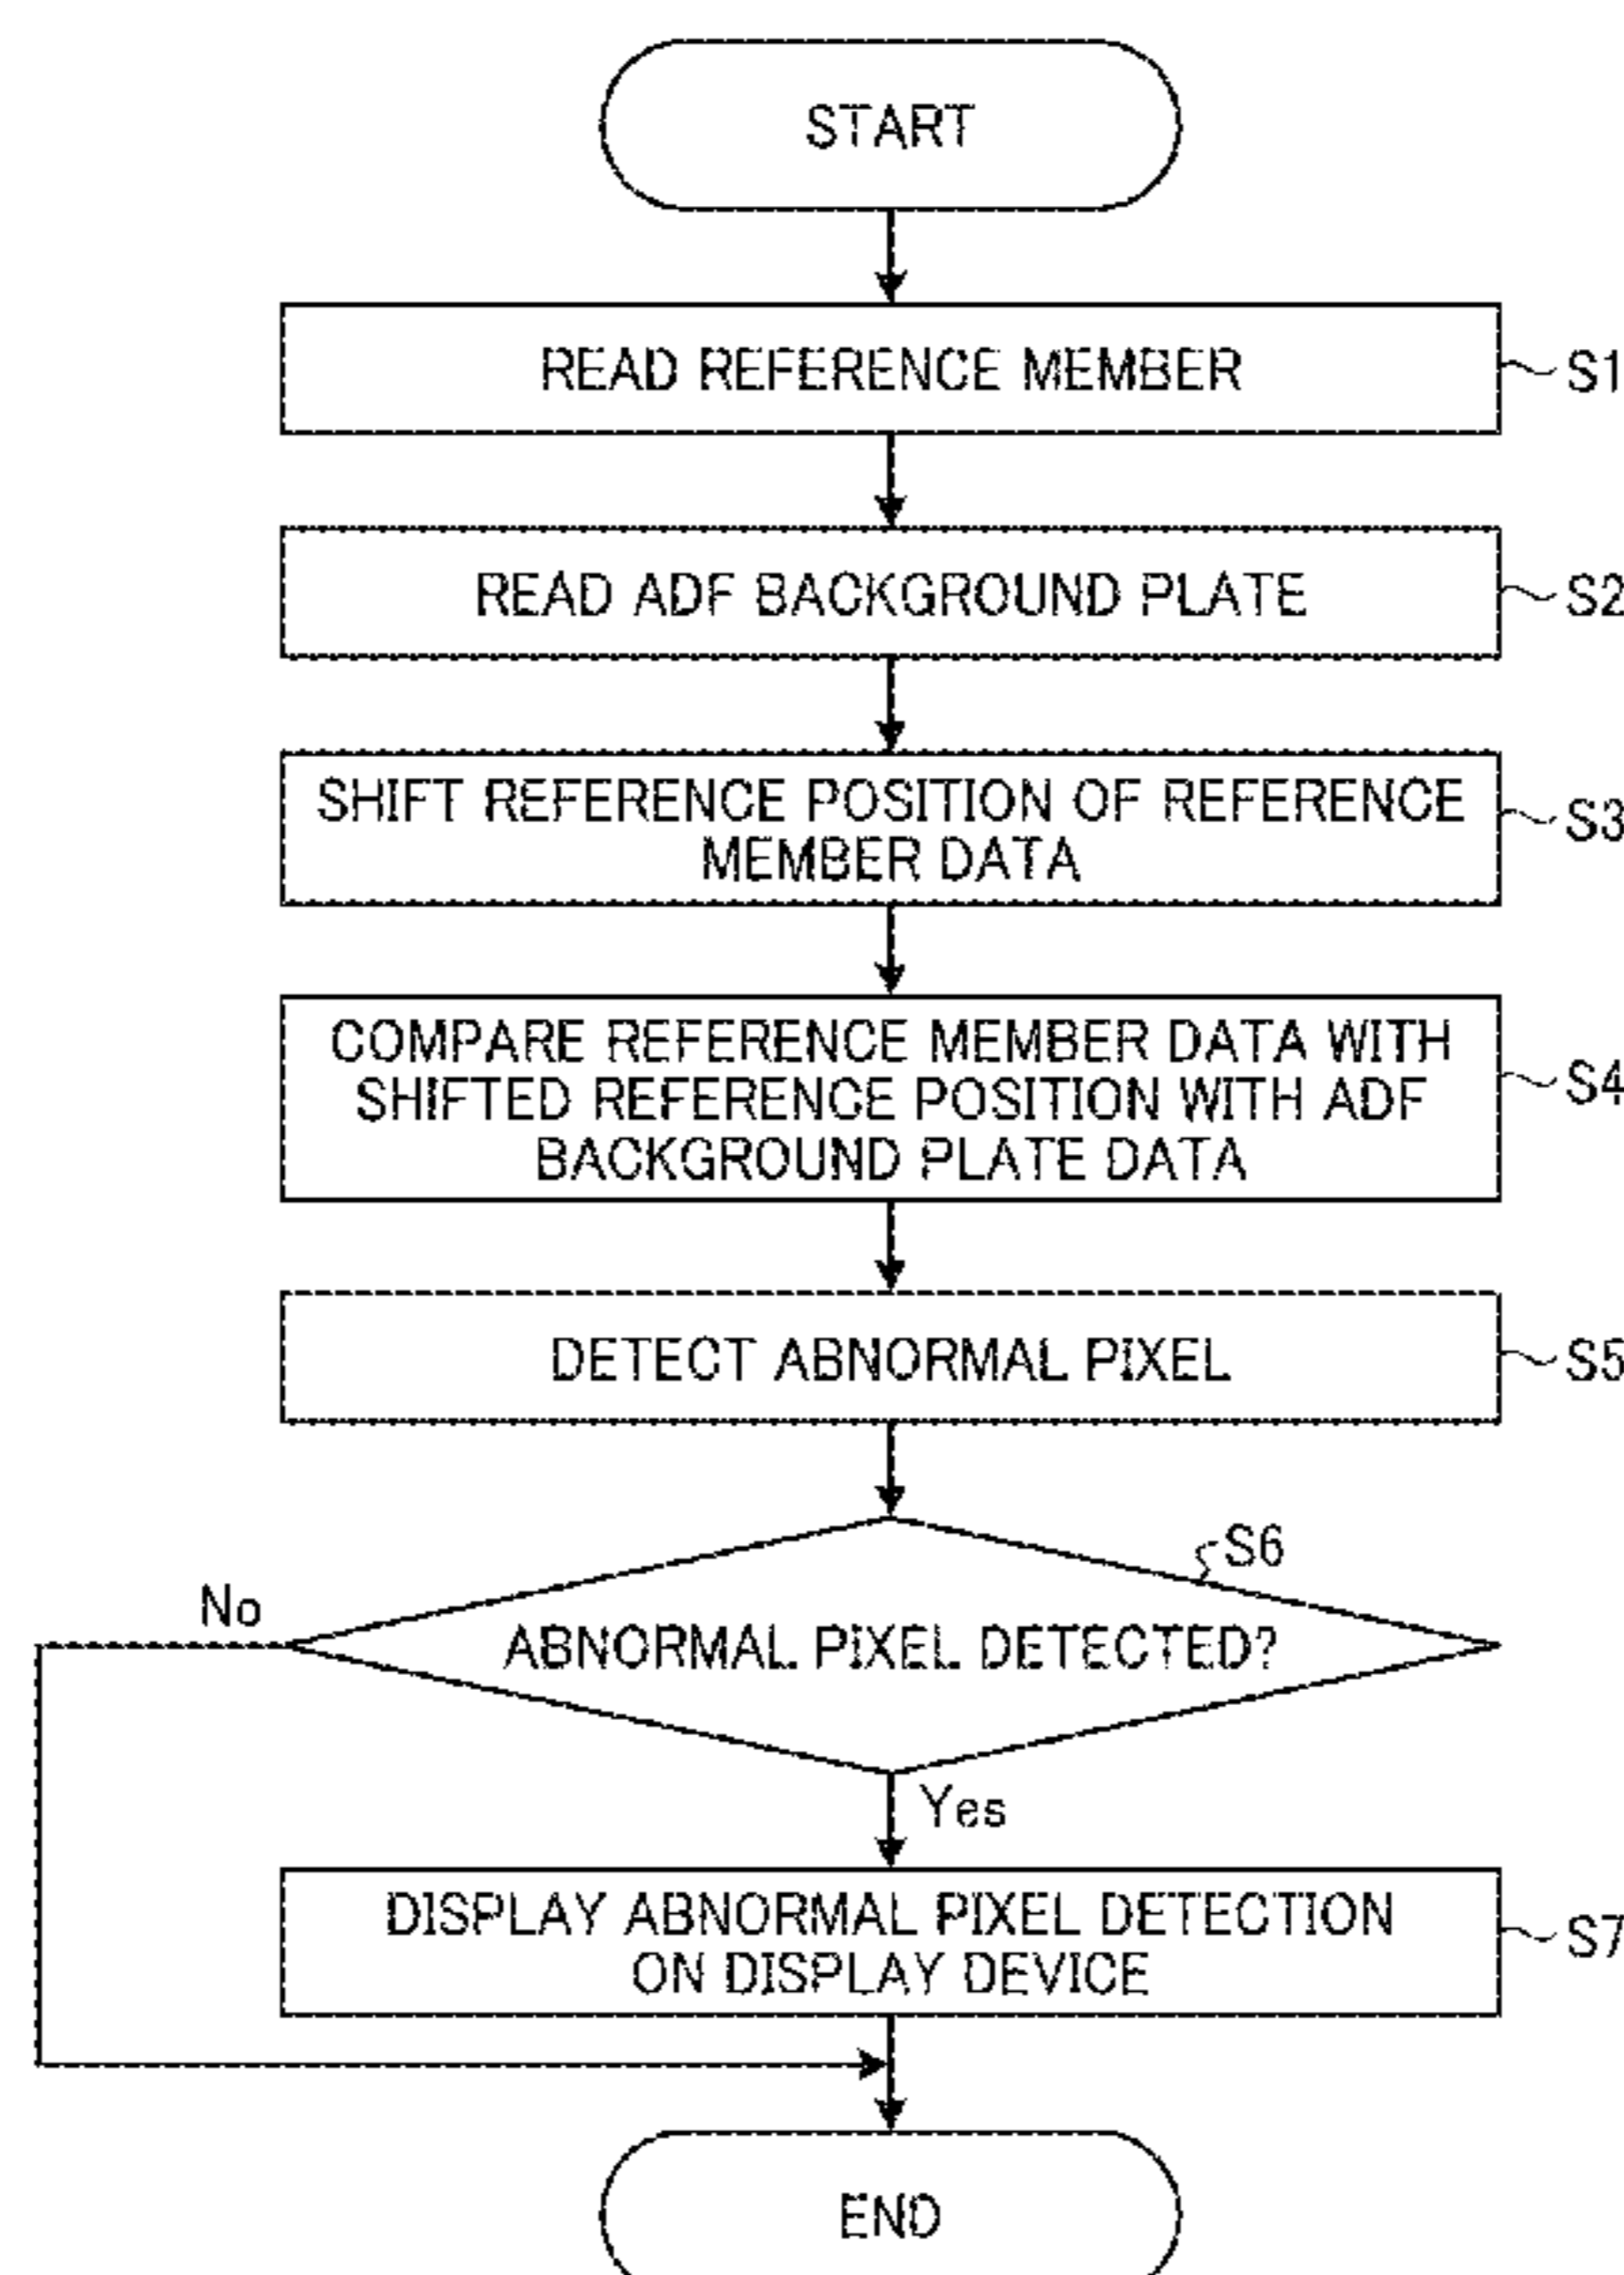 START
READ REFERENCE MEMBER
S1
READ ADF BACKGROUND PLATE
S2
SHIFT REFERENCE POSITION OF REFERENCE
MEMBER DATA
S3
COMPARE REFERENCE MEMBER DATA WITH
SHIFTED REFERENCE POSITION WITH ADF
BACKGROUND PLATE DATA
S4
DETECT ABNORMAL PIXEL
S5
S6
No
ABNORMAL PIXEL DETECTED?
Yes
DISPLAY ABNORMAL PIXEL DETECTION
ON DISPLAY DEVICE
S7
END